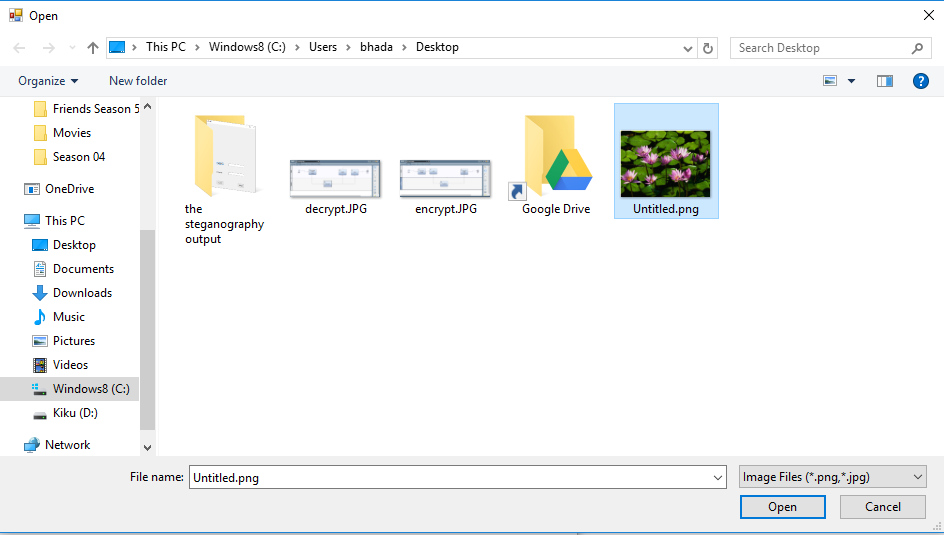 Open
This PC Windows8 (C:) Users bhada Desktop
Search Desktop
Organize
New folder
?
Friends Season 5
Movies
Season 04
OneDrive
This PC
Desktop
Documents
Downloads
Music
Pictures
Videos
Windows8 (C:)
Kiku (D:)
Network
the
steganography
output
decrypt.JPG
encrypt.JPG
Google Drive
Untitled.png
File name: Untitled.png
Image Files (*.png,*.jpg)
Open
Cancel